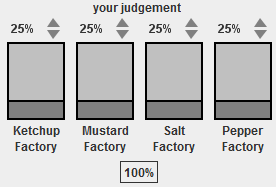 your judgement
25% 25% 25% 25%
Ketchup Factory
Mustard Factory
Salt Factory
Pepper Factory
100%